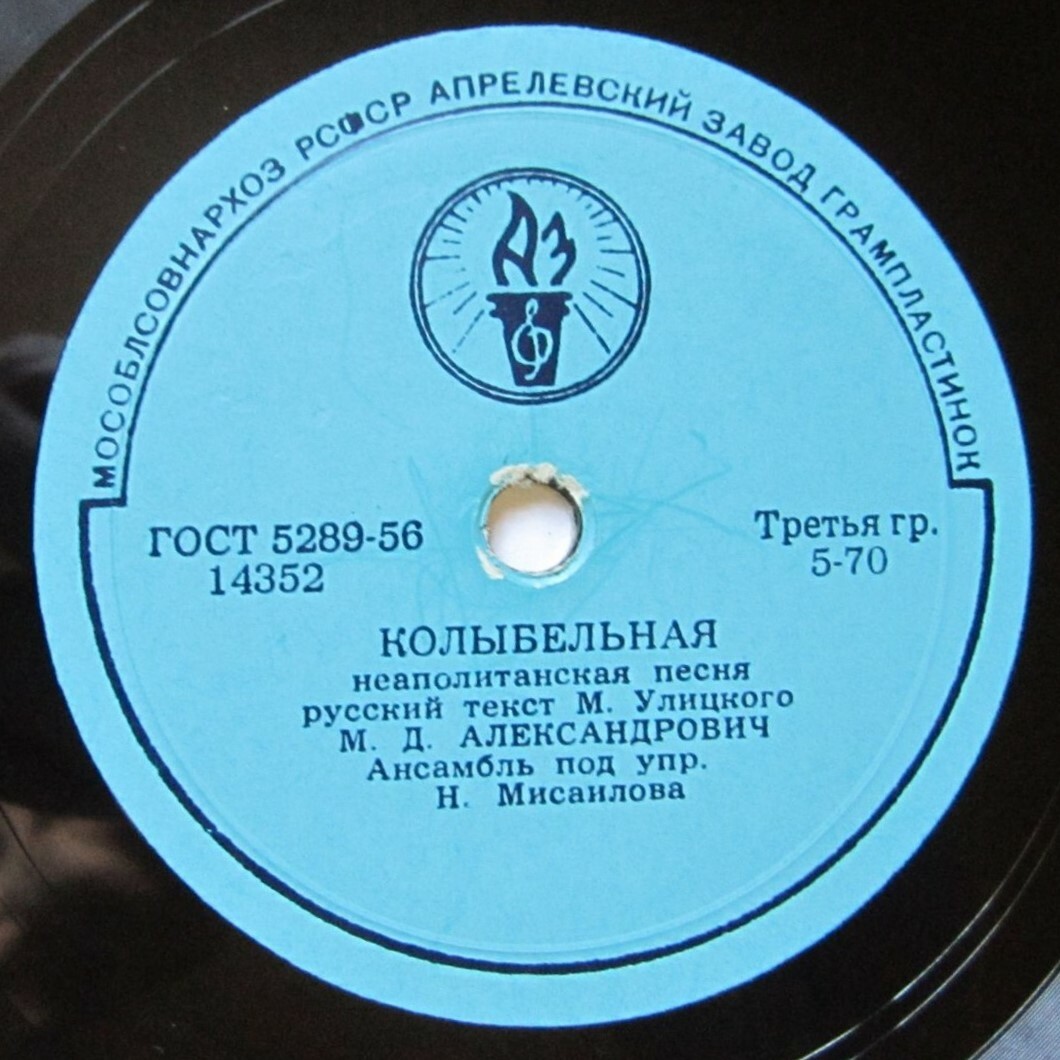 МОСОБЛСОВНАРХОЗ РСФСР АПРЕЛЕВСКИЙ ЗАВОД ГРАМПЛАСТИНОК
АЗ
ГОСТ 5289-56
14352
Третья гр.
5-70
КОЛЫБЕЛЬНАЯ
неаполитанская песня
русский текст М. Улицкого
М. Д. АЛЕКСАНДРОВИЧ
Ансамбль под упр.
Н. Мисаилова